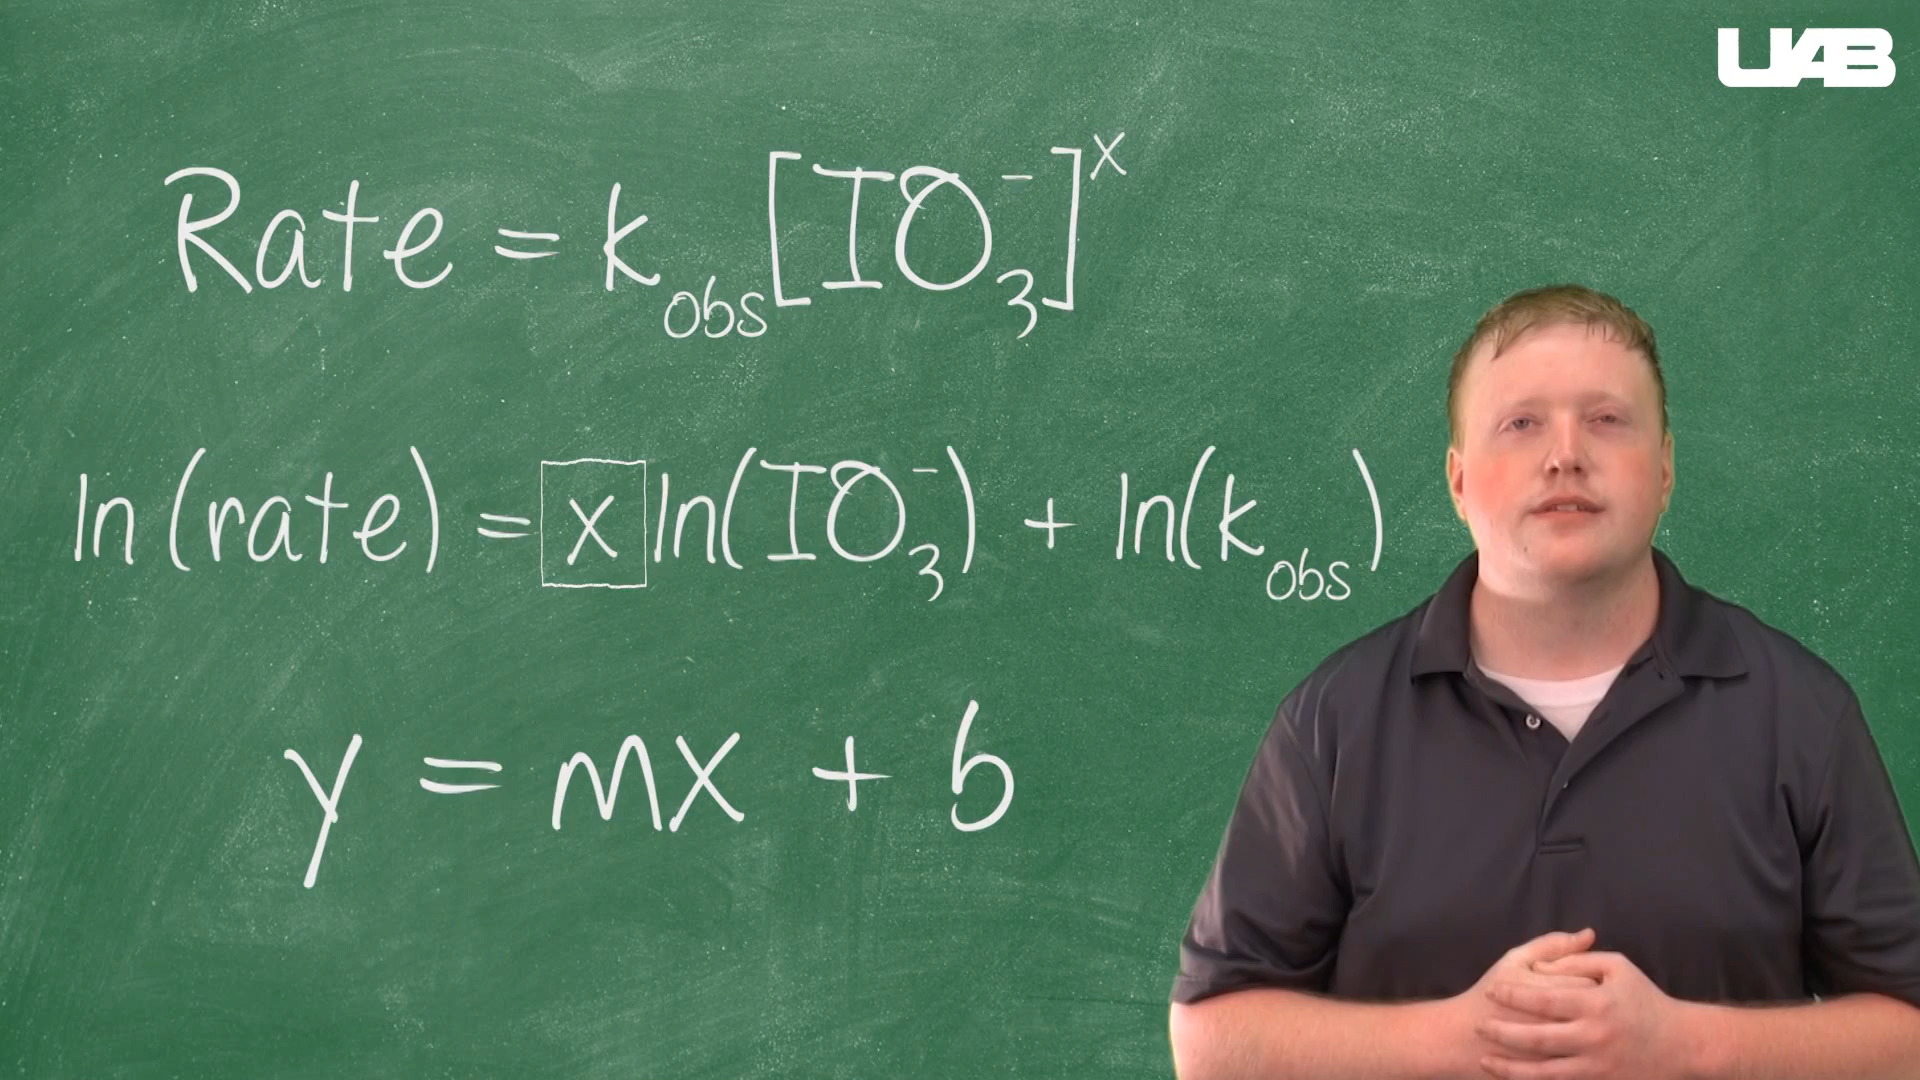 UAB
Rate = k_obs[IO₃⁻]ˣ
ln(rate) = x ln(IO₃⁻) + ln(k_obs)
y = mx + b